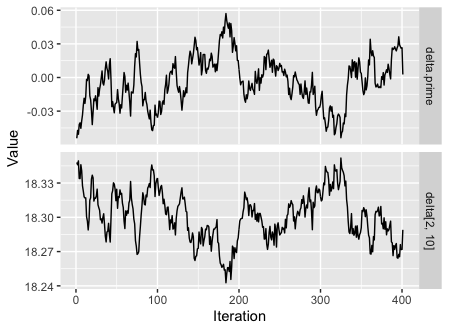 0.06
0.03
0.00
-0.03
delta.prime
Value
18.33
18.30
18.27
18.24
delta[2, 10]
0 100 200 300 400
Iteration